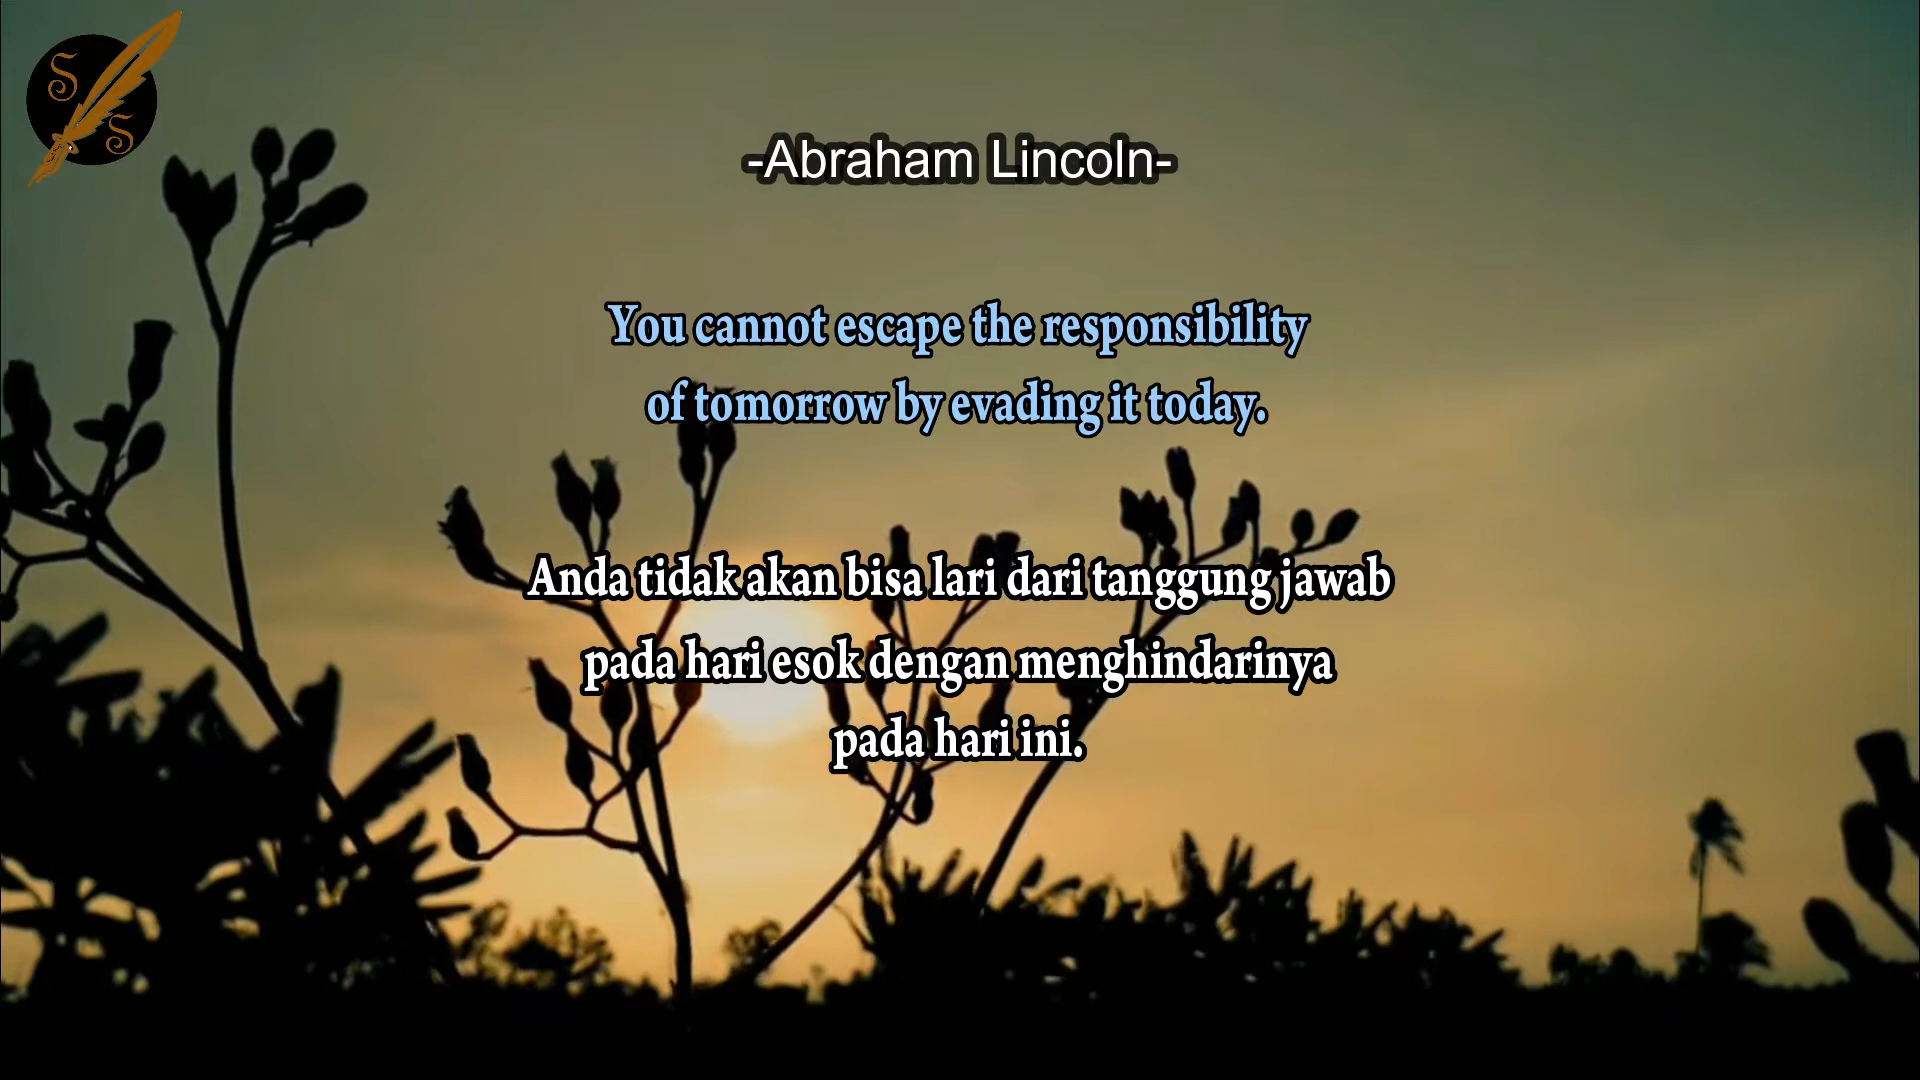 S
S
-Abraham Lincoln-
You cannot escape the responsibility
of tomorrow by evading it today.
Anda tidak akan bisa lari dari tanggung jawab
pada hari esok dengan menghindarinya
pada hari ini.